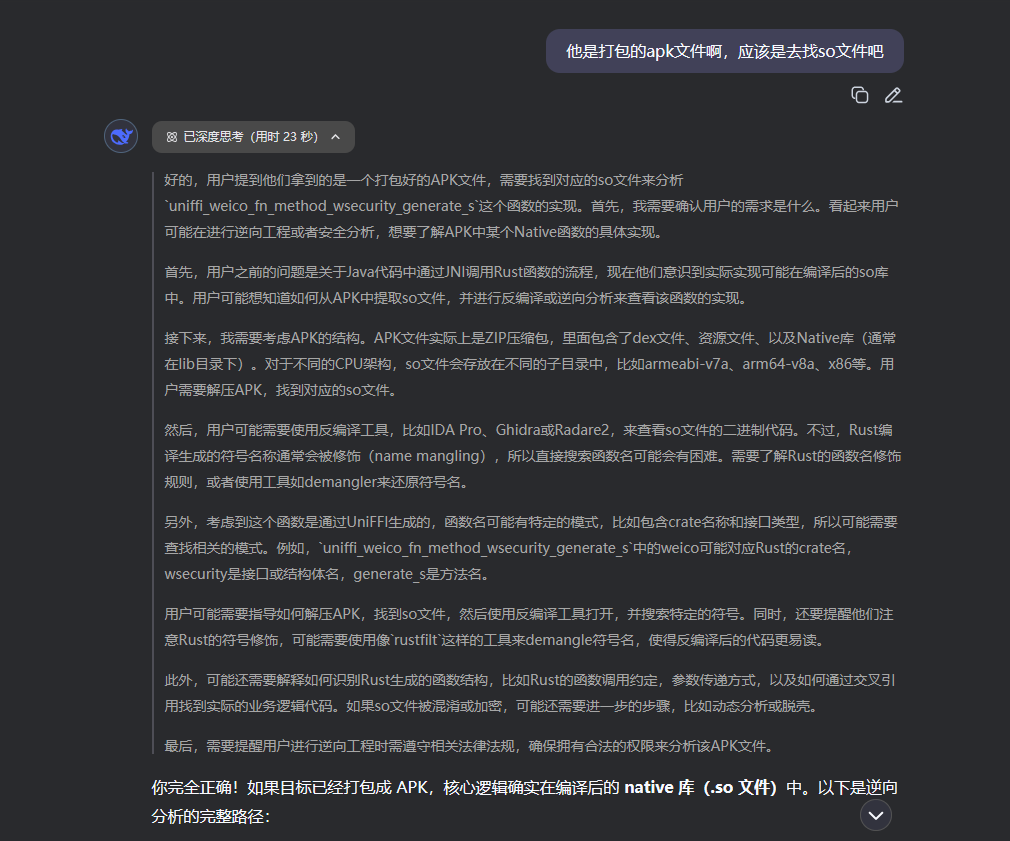 他是打包的apk文件啊，应该是去找so文件吧
已深度思考（用时 23 秒）
好的，用户提到他们拿到的是一个打包好的APK文件，需要找到对应的so文件来分析
`uniffi_weico_fn_method_wsecurity_generate_s`这个函数的实现。首先，我需要确认用户的需求是什么。看起来用户
可能在进行逆向工程或者安全分析，想要了解APK中某个Native函数的具体实现。
首先，用户之前的问题是关于Java代码中通过JNI调用Rust函数的流程，现在他们意识到实际实现可能在编译后的so库
中。用户可能想知道如何从APK中提取so文件，并进行反编译或逆向分析来查看该函数的实现。
接下来，我需要考虑APK的结构。APK文件实际上是ZIP压缩包，里面包含了dex文件、资源文件、以及Native库（通常
在lib目录下）。对于不同的CPU架构，so文件会存放在不同的子目录中，比如armeabi-v7a、arm64-v8a、x86等。用
户需要解压APK，找到对应的so文件。
然后，用户可能需要使用反编译工具，比如IDA Pro、Ghidra或Radare2，来查看so文件的二进制代码。不过，Rust编
译生成的符号名称通常会被修饰（name mangling），所以直接搜索函数名可能会有困难。需要了解Rust的函数名修饰
规则，或者使用工具如demangler来还原符号名。
另外，考虑到这个函数是通过UniFFI生成的，函数名可能有特定的模式，比如包含crate名称和接口类型，所以可能需要
查找相关的模式。例如，`uniffi_weico_fn_method_wsecurity_generate_s`中的weico可能对应Rust的crate名，
wsecurity是接口或结构体名，generate_s是方法名。
用户可能需要指导如何解压APK，找到so文件，然后使用反编译工具打开，并搜索特定的符号。同时，还要提醒他们注
意Rust的符号修饰，可能需要使用像`rustfilt`这样的工具来demangle符号名，使得反编译后的代码更易读。
此外，可能还需要解释如何识别Rust生成的函数结构，比如Rust的函数调用约定，参数传递方式，以及如何通过交叉引
用找到实际的业务逻辑代码。如果so文件被混淆或加密，可能还需要进一步的步骤，比如动态分析或脱壳。
最后，需要提醒用户进行逆向工程时需遵守相关法律法规，确保拥有合法的权限来分析该APK文件。
你完全正确！如果目标已经打包成 APK，核心逻辑确实在编译后的 native 库（.so 文件）中。以下是逆向
分析的完整路径：